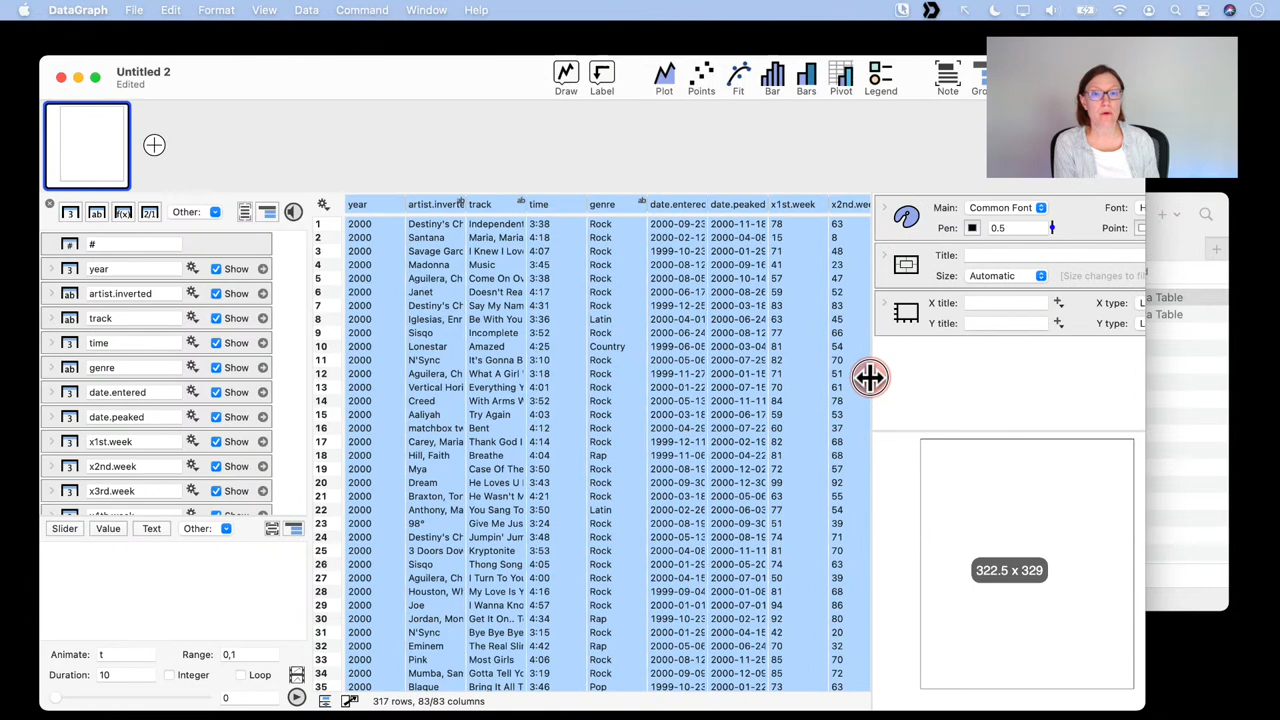 DataGraph File Edit Format View Data Command Window Help
Untitled 2
Edited
Draw Label Plot Points Fit Bar Bars Pivot Legend Note
Other:
#
year Show
artist.inverted Show
track Show
time Show
genre Show
date.entered Show
date.peaked Show
x1st.week Show
x2nd.week Show
x3rd.week Show
Slider Value Text Other:
Animate: t Range: 0,1
Duration: 10 Integer Loop
0
year artist.inverte track time genre date.entered date.peaked x1st.week x2nd.we
1 2000 Destiny's C Independent 3:38 Rock 2000-09-23 2000-11-18 78 63
2 2000 Santana Maria, Maria 4:18 Rock 2000-02-12 2000-04-08 15 8
3 2000 Savage Gard I Knew I Lov 4:07 Rock 1999-10-23 2000-01-29 71 48
4 2000 Madonna Music 3:45 Rock 2000-08-12 2000-09-16 41 23
5 2000 Aguilera, Ch Come On Ov 3:38 Rock 2000-08-05 2000-10-14 57 47
6 2000 Janet Doesn't Real 4:17 Rock 2000-06-17 2000-08-26 59 52
7 2000 Destiny's Ch Say My Nam 4:31 Rock 1999-12-25 2000-03-18 83 83
8 2000 Iglesias, Enr Be With You 3:36 Latin 2000-04-01 2000-06-24 63 45
9 2000 Sisqo Incomplete 3:52 Rock 2000-06-24 2000-08-12 77 66
10 2000 Lonestar Amazed 4:25 Country 1999-06-05 2000-03-04 81 54
11 2000 N'Sync It's Gonna B 3:10 Rock 2000-05-06 2000-07-29 82 70
12 2000 Aguilera, Ch What A Girl 3:18 Rock 1999-11-27 2000-01-15 71 51
13 2000 Vertical Hori Everything Y 4:01 Rock 2000-01-22 2000-07-15 70 61
14 2000 Creed With Arms W 3:52 Rock 2000-05-13 2000-11-11 84 78
15 2000 Aaliyah Try Again 4:03 Rock 2000-03-18 2000-06-17 59 53
16 2000 matchbox tw Bent 4:12 Rock 2000-04-29 2000-07-22 60 37
17 2000 Carey, Maria Thank God I 4:14 Rock 1999-12-11 2000-02-19 82 68
18 2000 Hill, Faith Breathe 4:04 Rap 1999-11-06 2000-04-22 81 68
19 2000 Mya Case Of The 3:50 Rock 2000-08-19 2000-12-02 57
20 2000 Dream He Loves U 3:30 Rock 2000-09-30 2000-12-30 99 92
21 2000 Braxton, Ton He Wasn't M 4:21 Rock 2000-03-18 2000-05-06 63 55
22 2000 Anthony, Ma You Sang To 3:50 Latin 2000-02-26 2000-06-03 77 54
23 2000 98° Give Me Jus 3:24 Rock 2000-08-19 2000-09-30 51 39
24 2000 Destiny's Ch Jumpin' Jum 3:48 Rock 2000-05-13 2000-08-19 74 71
25 2000 3 Doors Dow Kryptonite 3:53 Rock 2000-04-08 2000-11-11 81 70
26 2000 Sisqo Thong Song 4:05 Rock 2000-01-29 2000-05-20 74 63
27 2000 Aguilera, Ch I Turn To You 4:00 Rock 2000-04-15 2000-07-01 50 39
28 2000 Houston, Wh My Love Is Y 4:16 Rock 1999-09-04 2000-01-08 81 68
29 2000 Joe I Wanna Kno 4:57 Rock 2000-01-01 2000-01-01 94 86
30 2000 Jordan, Mon Get It On.. T 4:34 Rap 1999-10-23 2000-01-01 92 80
31 2000 N'Sync Bye Bye Bye 3:15 Rock 2000-01-29 2000-04-15 42 20
32 2000 Eminem The Real Sli 4:42 Rap 70 32
33 2000 Pink Most Girls 4:06 Rock 2000-08-12 85 70
34 2000 Mumba, Sam Gotta Tell Yo 3:19 Rock 2000-09-02 85 72
35 2000 Blaque Bring It All T 3:46 Pop 1999-10-23 73 63
317 rows, 83/83 columns
Main: Common Font Font: H
Pen: 0.5 Point:
Title:
Size: Automatic [Size changes to fi
X title: X type: L
Y title: Y type: L
322.5 x 329
a Table
a Table